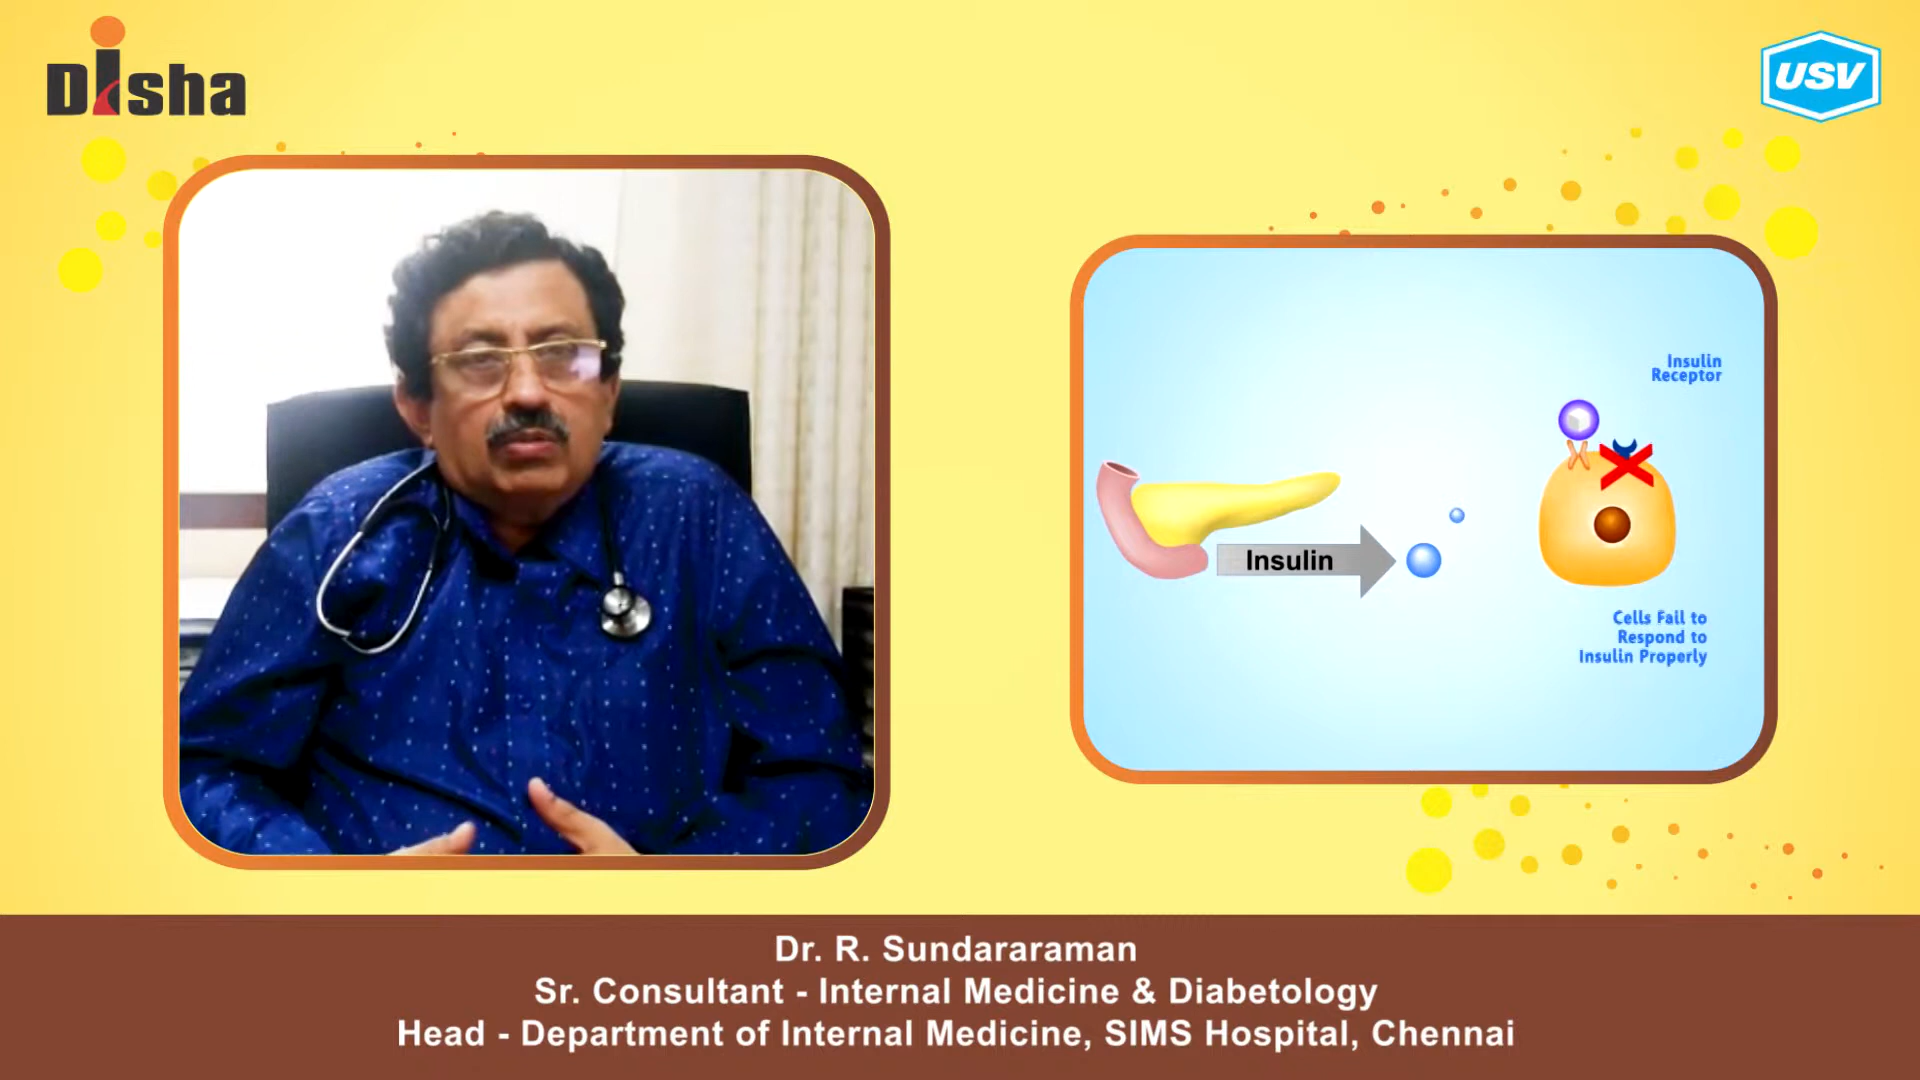 Disha
USV
Insulin
Receptor
Insulin
Cells Fail to
Respond to
Insulin Properly
Dr. R. Sundararaman
Sr. Consultant - Internal Medicine & Diabetology
Head - Department of Internal Medicine, SIMS Hospital, Chennai